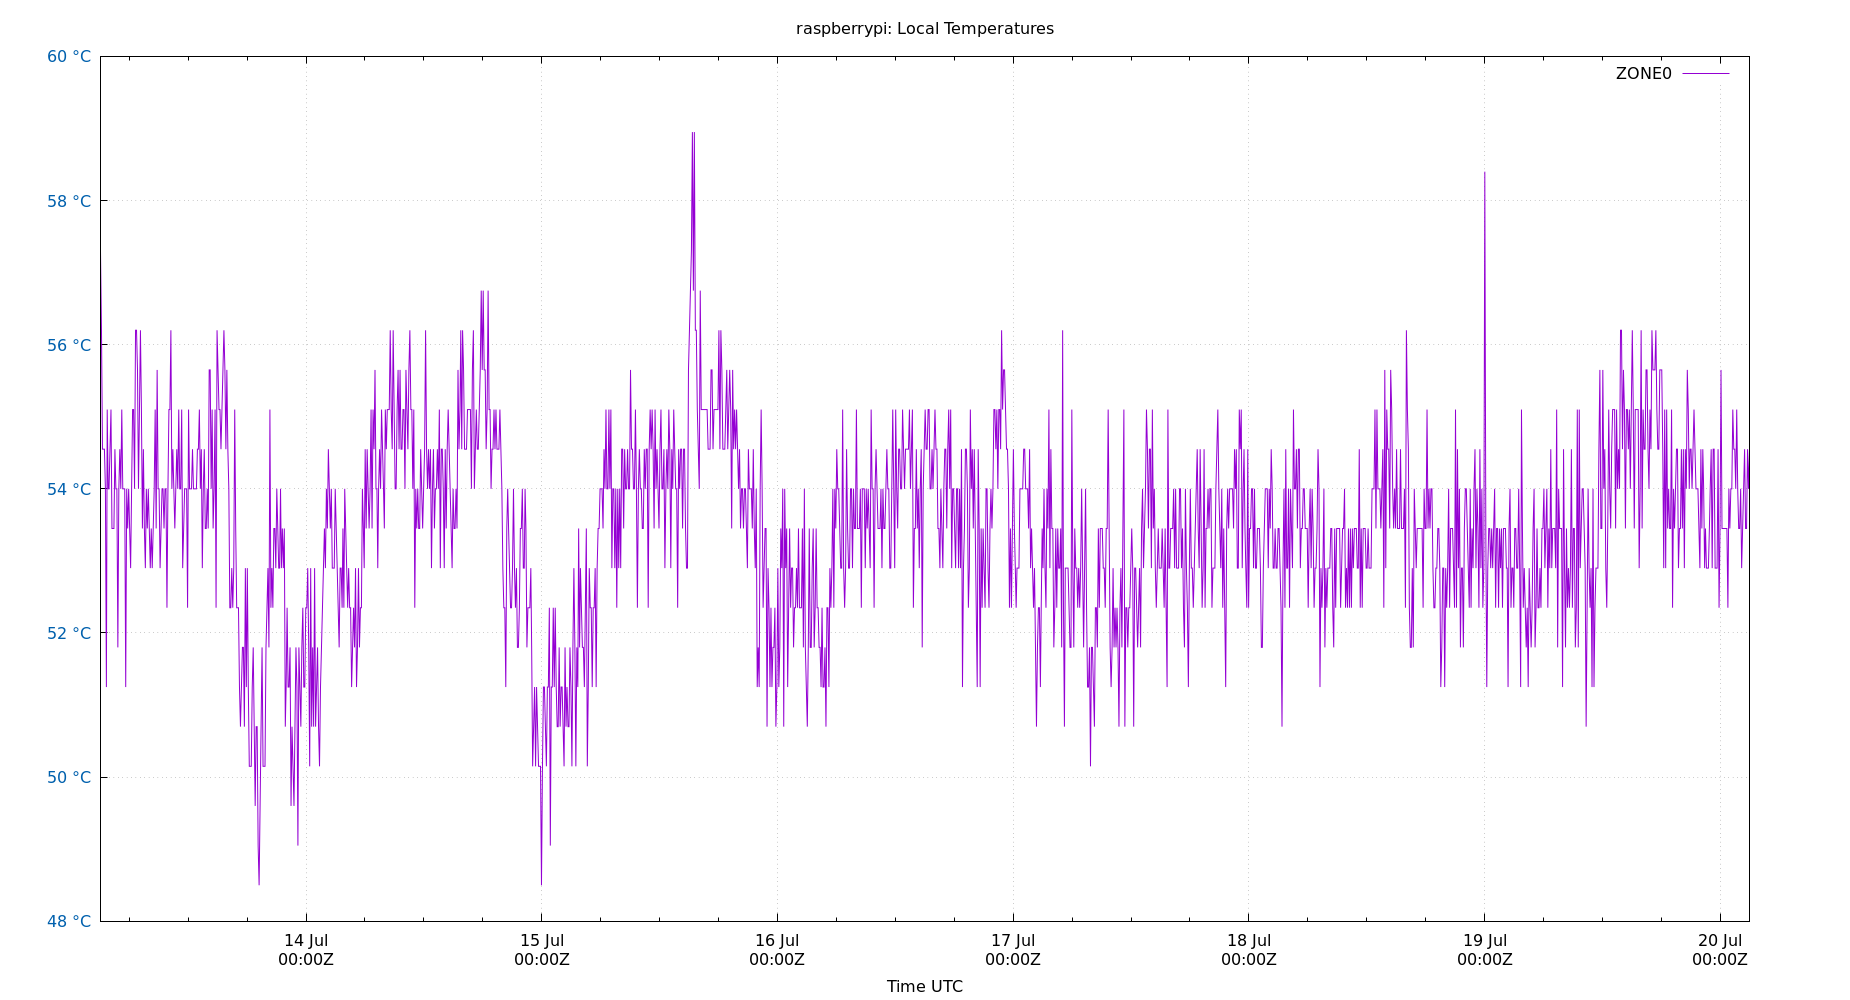 raspberrypi: Local Temperatures
60 °C
ZONE0
58 °C
56 °C
54 °C
52 °C
50 °C
48 °C
14 Jul 15 Jul 16 Jul 17 Jul 18 Jul 19 Jul 20 Jul
00:00Z 00:00Z 00:00Z 00:00Z 00:00Z 00:00Z 00:00Z
Time UTC